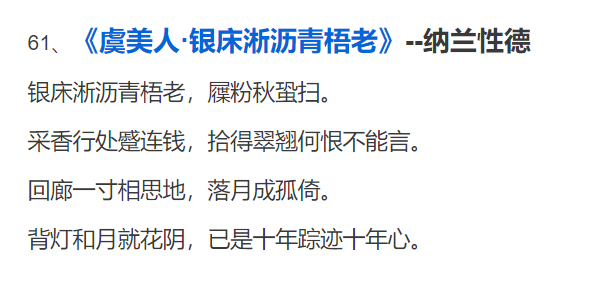 61、《虞美人·银床淅沥青梧老》--纳兰性德
银床淅沥青梧老，屧粉秋蛩扫。
采香行处蹙连钱，拾得翠翘何恨不能言。
回廊一寸相思地，落月成孤倚。
背灯和月就花阴，已是十年踪迹十年心。